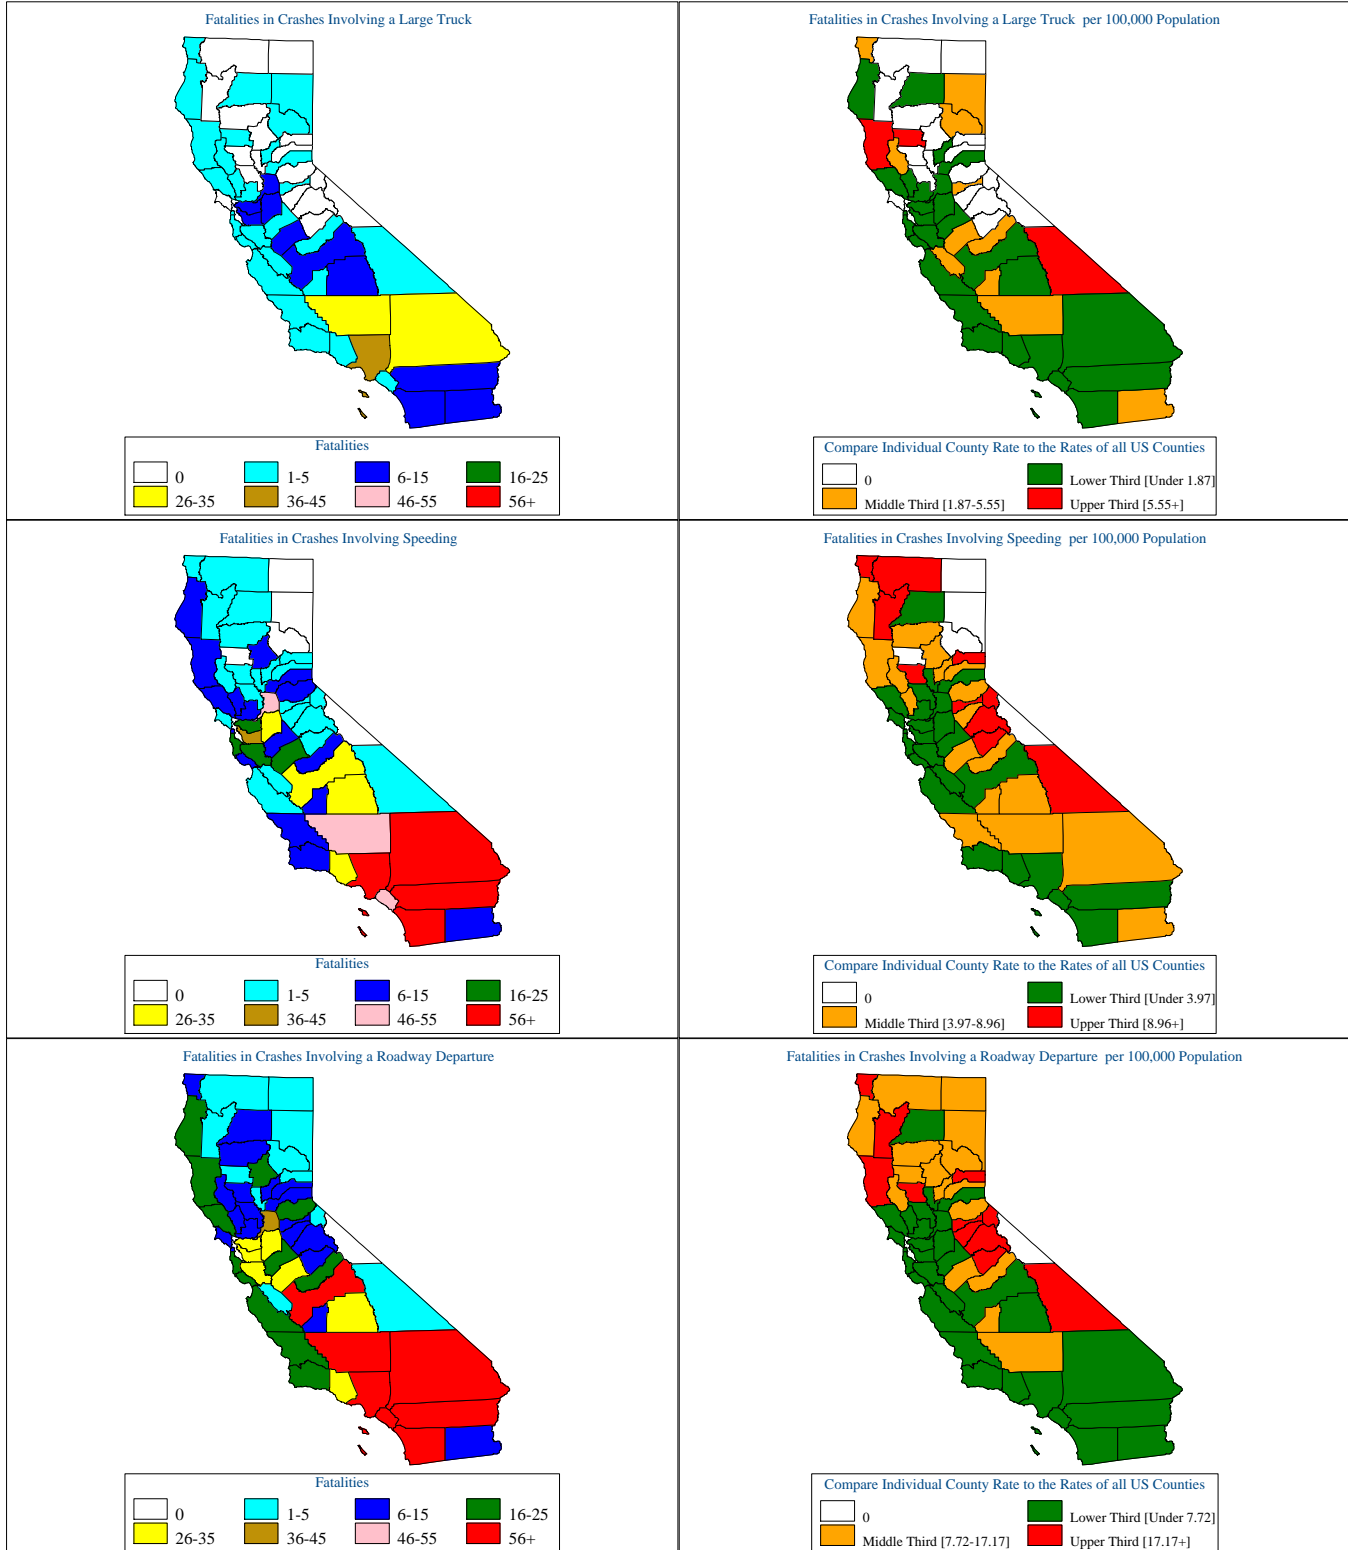 Fatalities in Crashes Involving a Large Truck
Fatalities
0 1-5 6-15 16-25
26-35 36-45 46-55 56+
Fatalities in Crashes Involving a Large Truck per 100,000 Population
Compare Individual County Rate to the Rates of all US Counties
0 Lower Third [Under 1.87]
Middle Third [1.87-5.55] Upper Third [5.55+]
Fatalities in Crashes Involving Speeding
Fatalities
0 1-5 6-15 16-25
26-35 36-45 46-55 56+
Fatalities in Crashes Involving Speeding per 100,000 Population
Compare Individual County Rate to the Rates of all US Counties
0 Lower Third [Under 3.97]
Middle Third [3.97-8.96] Upper Third [8.96+]
Fatalities in Crashes Involving a Roadway Departure
Fatalities
0 1-5 6-15 16-25
26-35 36-45 46-55 56+
Fatalities in Crashes Involving a Roadway Departure per 100,000 Population
Compare Individual County Rate to the Rates of all US Counties
0 Lower Third [Under 7.72]
Middle Third [7.72-17.17] Upper Third [17.17+]